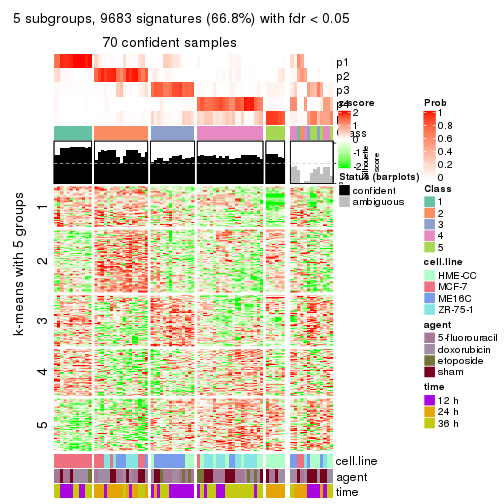 5 subgroups, 9683 signatures (66.8%) with fdr < 0.05
70 confident samples
p1
p2
p3
z-score
2
1
0
-1
-2
Silhouette
score
Status (barplots)
confident
ambiguous
Prob
1
0.8
0.6
0.4
0.2
0
Class
1
2
3
4
5
cell.line
HME-CC
MCF-7
ME16C
ZR-75-1
agent
5-fluorouracil
doxorubicin
etoposide
sham
time
12 h
24 h
36 h
k-means with 5 groups
1
2
3
4
5
cell.line
agent
time